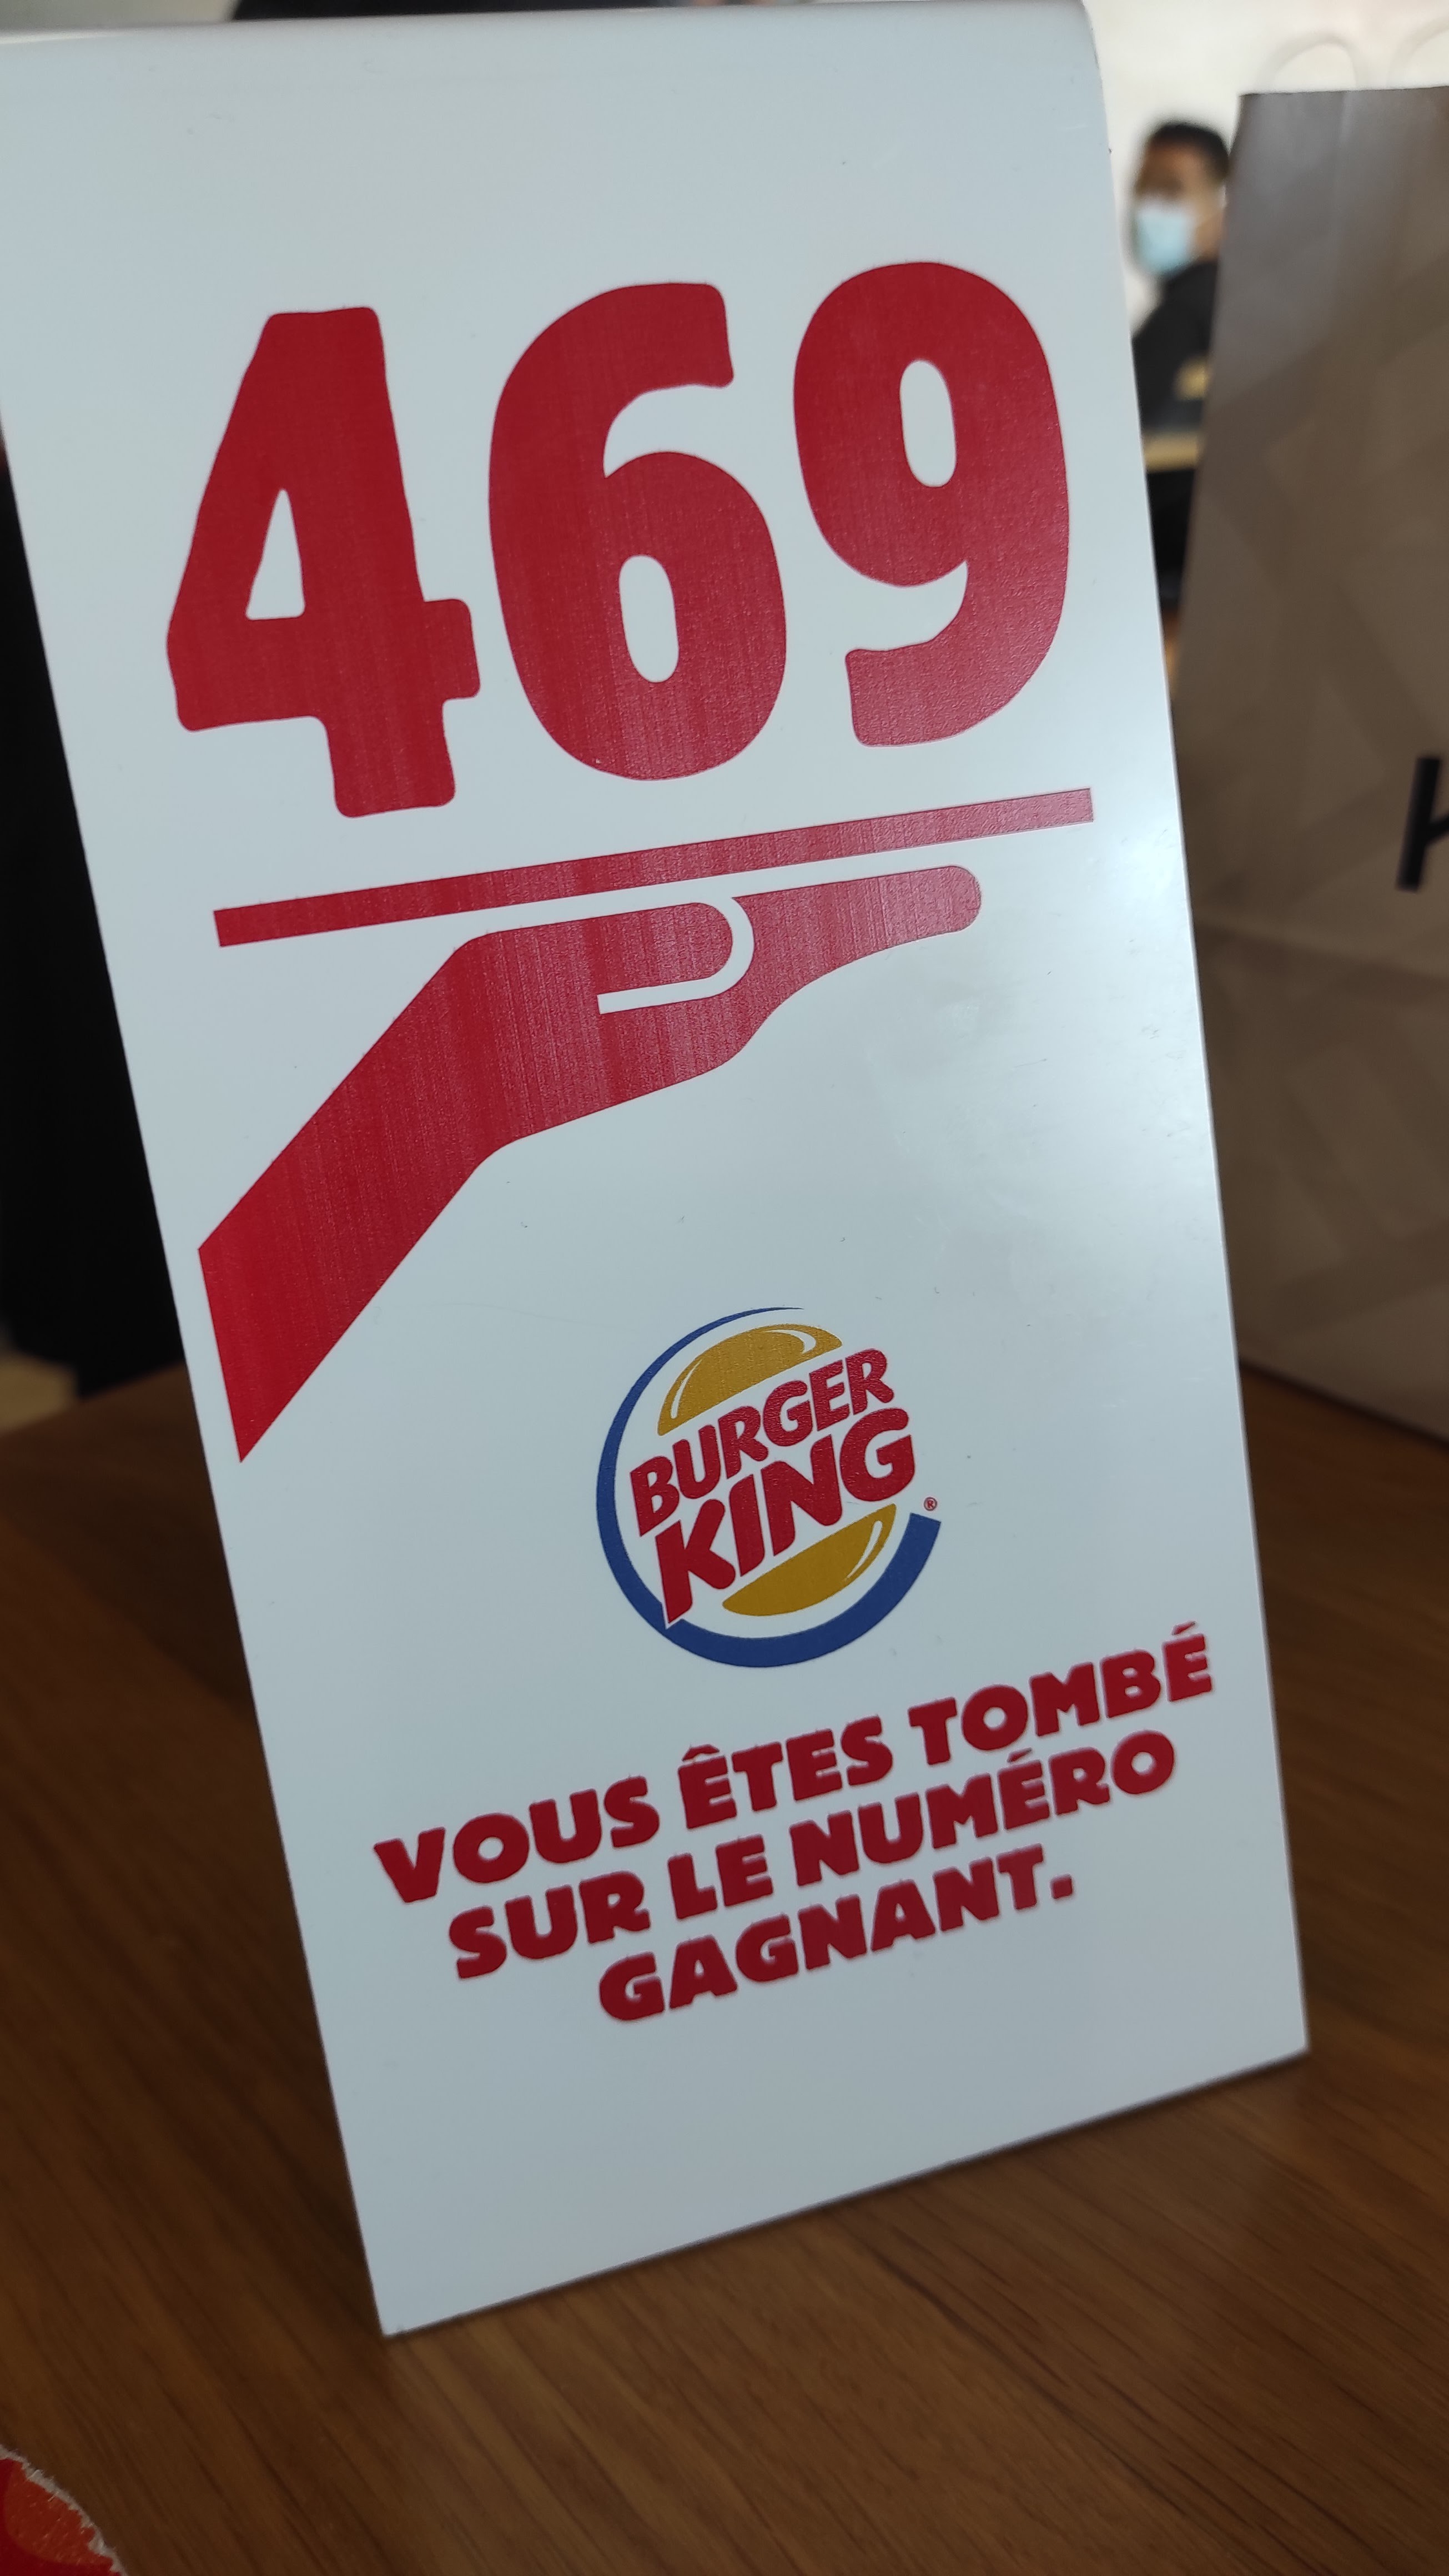 469
BURGER
KING
®
VOUS ÊTES TOMBÉ
SUR LE NUMÉRO
GAGNANT.